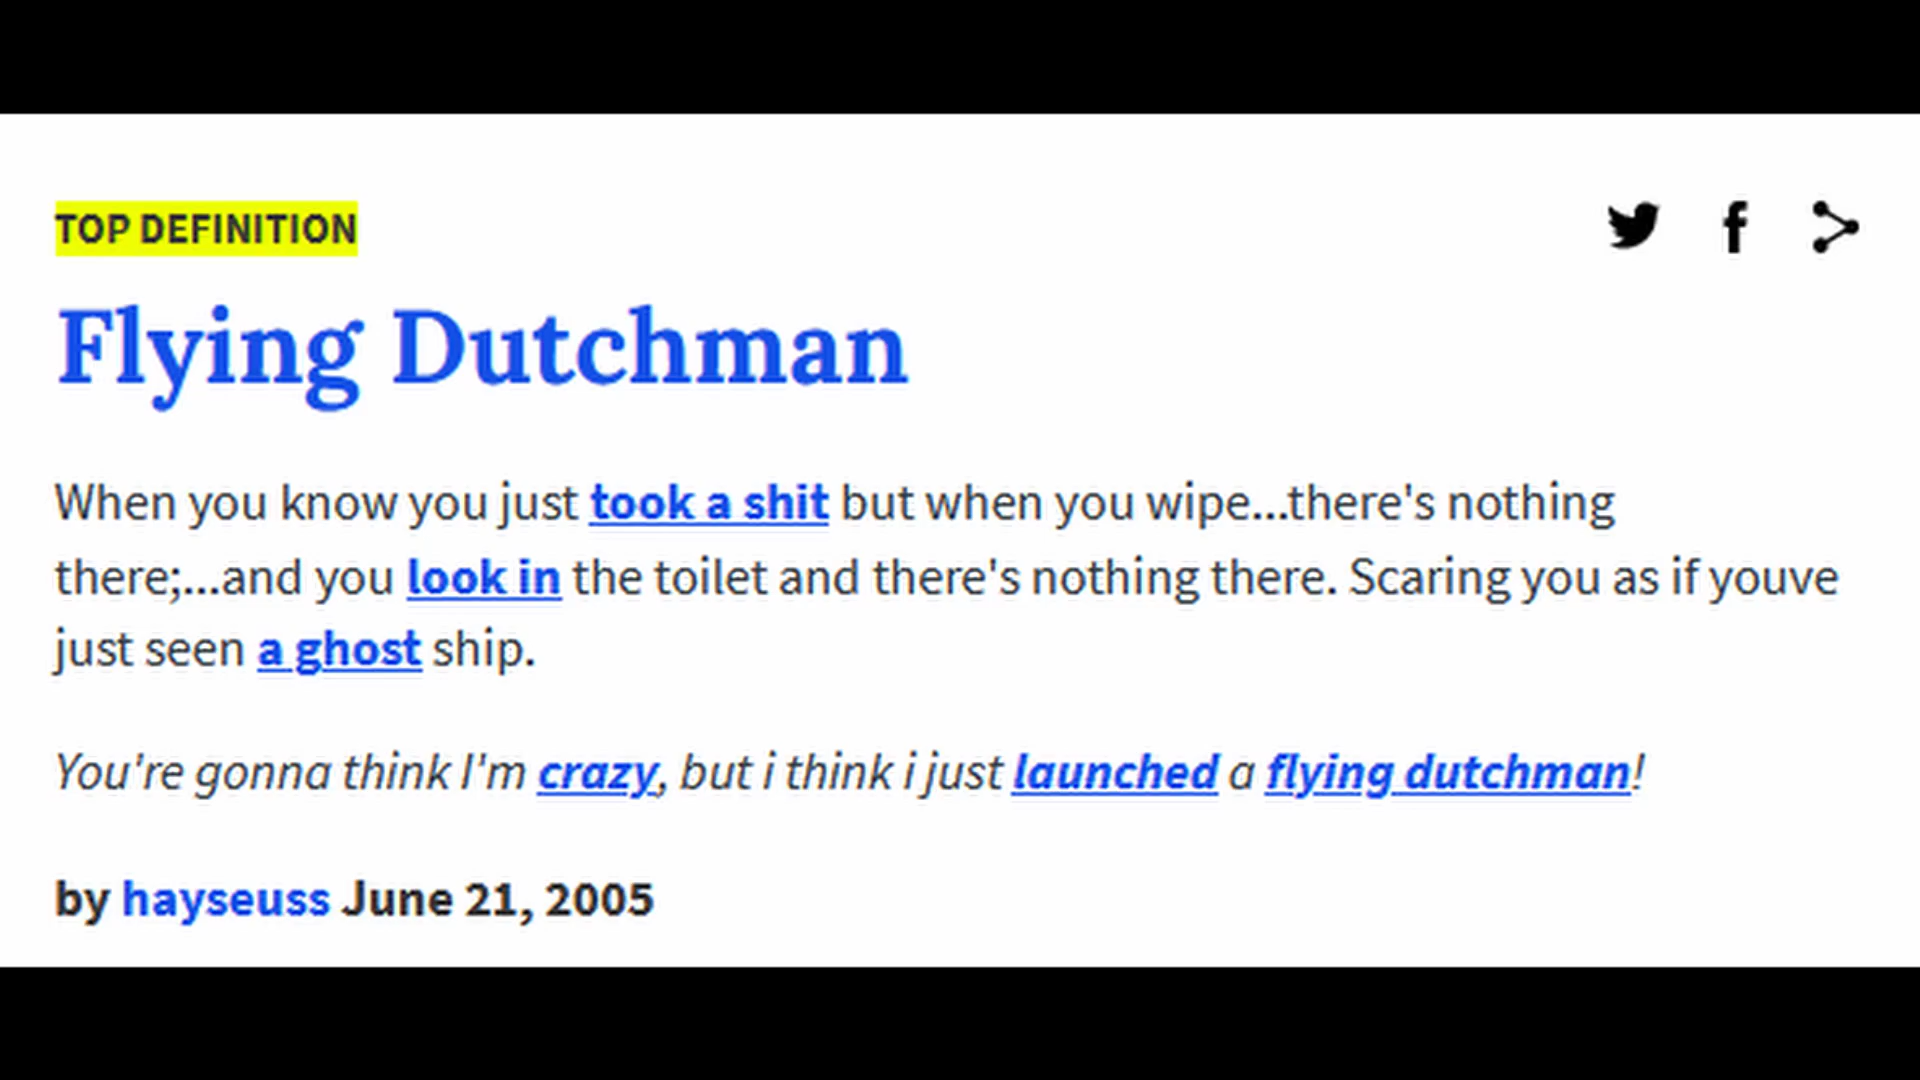 TOP DEFINITION
Flying Dutchman
When you know you just took a shit but when you wipe...there's nothing
there;...and you look in the toilet and there's nothing there. Scaring you as if youve
just seen a ghost ship.
You're gonna think I'm crazy, but i think i just launched a flying dutchman!
by hayseuss June 21, 2005